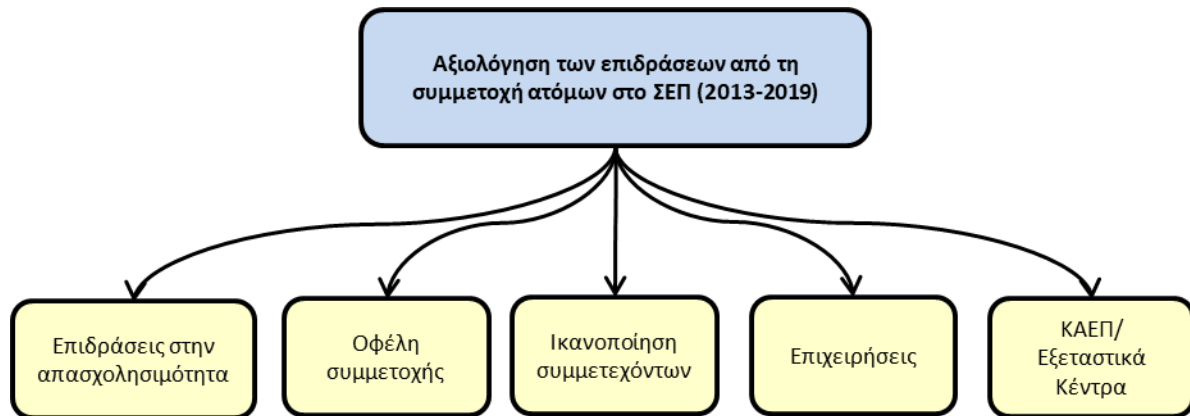 Αξιολόγηση των επιδράσεων από τη
συμμετοχή ατόμων στο ΣΕΠ (2013-2019)
Επιδράσεις στην
απασχολησιμότητα
Οφέλη
συμμετοχής
Ικανοποίηση
συμμετεχόντων
Επιχειρήσεις
ΚΑΕΠ/
Εξεταστικά
Κέντρα